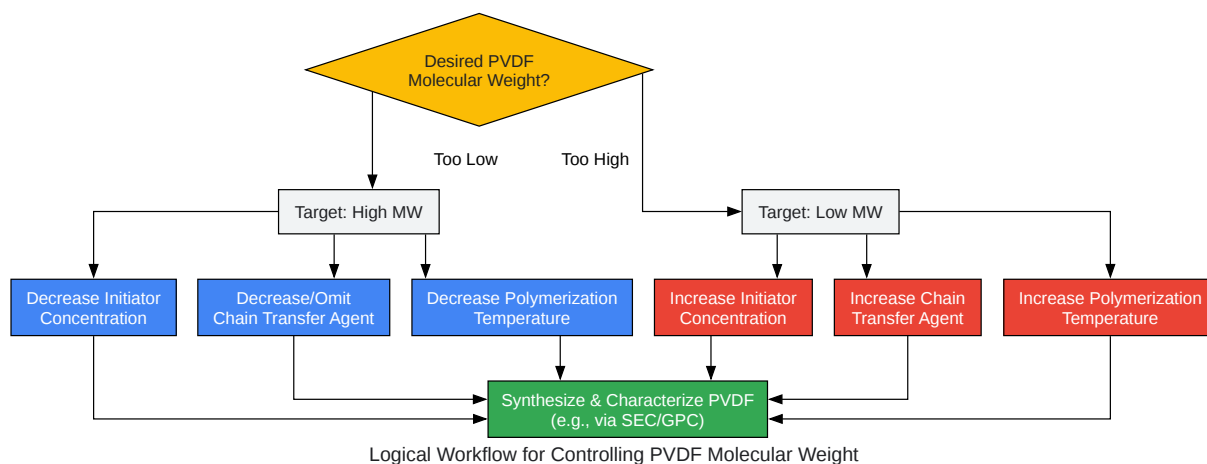 Desired PVDF
Molecular Weight?
Too Low
Too High
Target: High MW
Target: Low MW
Decrease Initiator
Concentration
Decrease/Omit
Chain Transfer Agent
Decrease Polymerization
Temperature
Increase Initiator
Concentration
Increase Chain
Transfer Agent
Increase Polymerization
Temperature
Synthesize & Characterize PVDF
(e.g., via SEC/GPC)
Logical Workflow for Controlling PVDF Molecular Weight